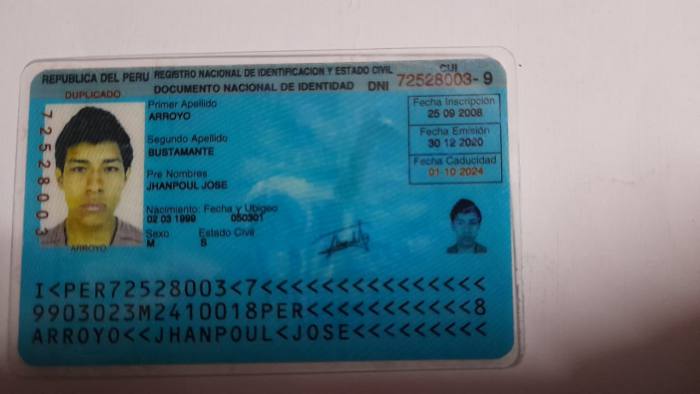 REPUBLICA DEL PERU REGISTRO NACIONAL DE IDENTIFICACION Y ESTADO CIVIL CUI
DUPLICADO DOCUMENTO NACIONAL DE IDENTIDAD DNI 72528003-9
72528003
Primer Apellido
ARROYO
Segundo Apellido
BUSTAMANTE
Pre Nombres
JHANPOUL JOSE
Nacimiento: Fecha y Ubigeo
02 03 1999 050301
Sexo Estado Civil
M S
ARROYO
Fecha Inscripción
25 09 2008
Fecha Emisión
30 12 2020
Fecha Caducidad
01 10 2024
I<PER72528003<7<<<<<<<<<<<<<<<
9903023M2410018PER<<<<<<<<<<<8
ARROYO<<JHANPOUL<JOSE<<<<<<<<<